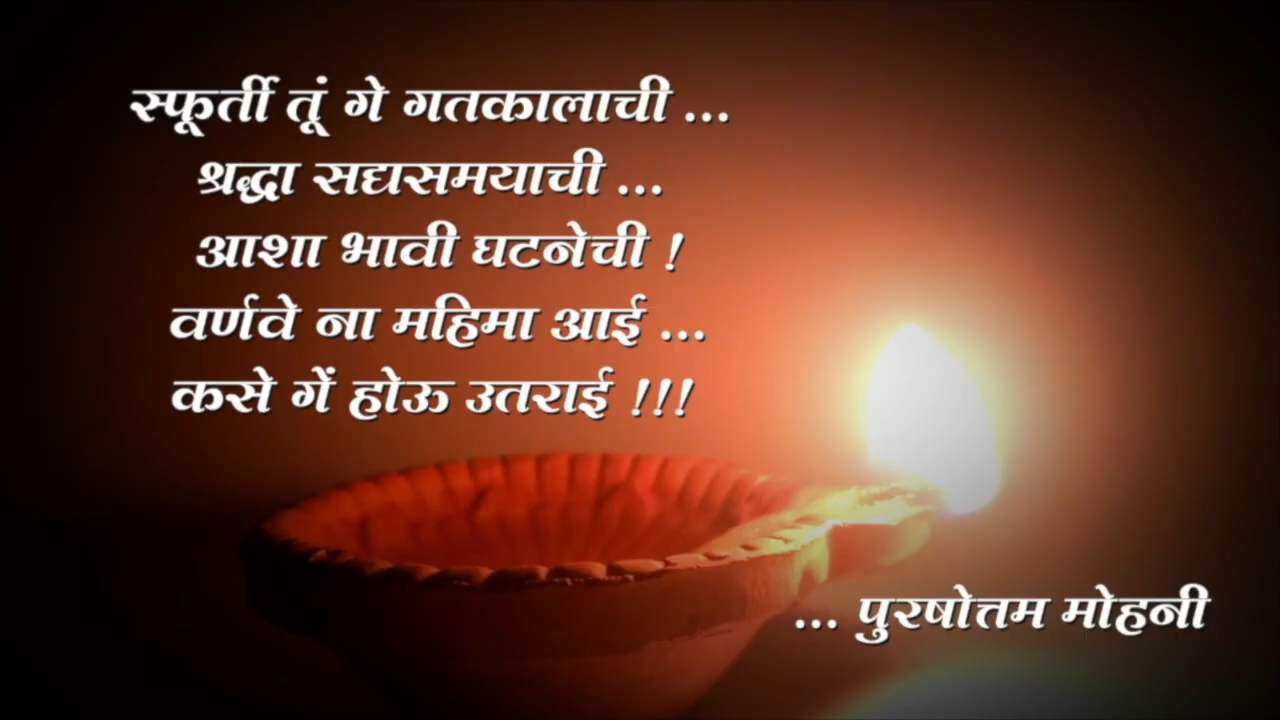 स्फूर्ती तूं गे गतकालाची ...
श्रद्धा सद्यसमयाची ...
आशा भावी घटनेची !
वर्णवे ना महिमा आई ...
कसे गें होऊ उतराई !!!
... पुरषोत्तम मोहनी